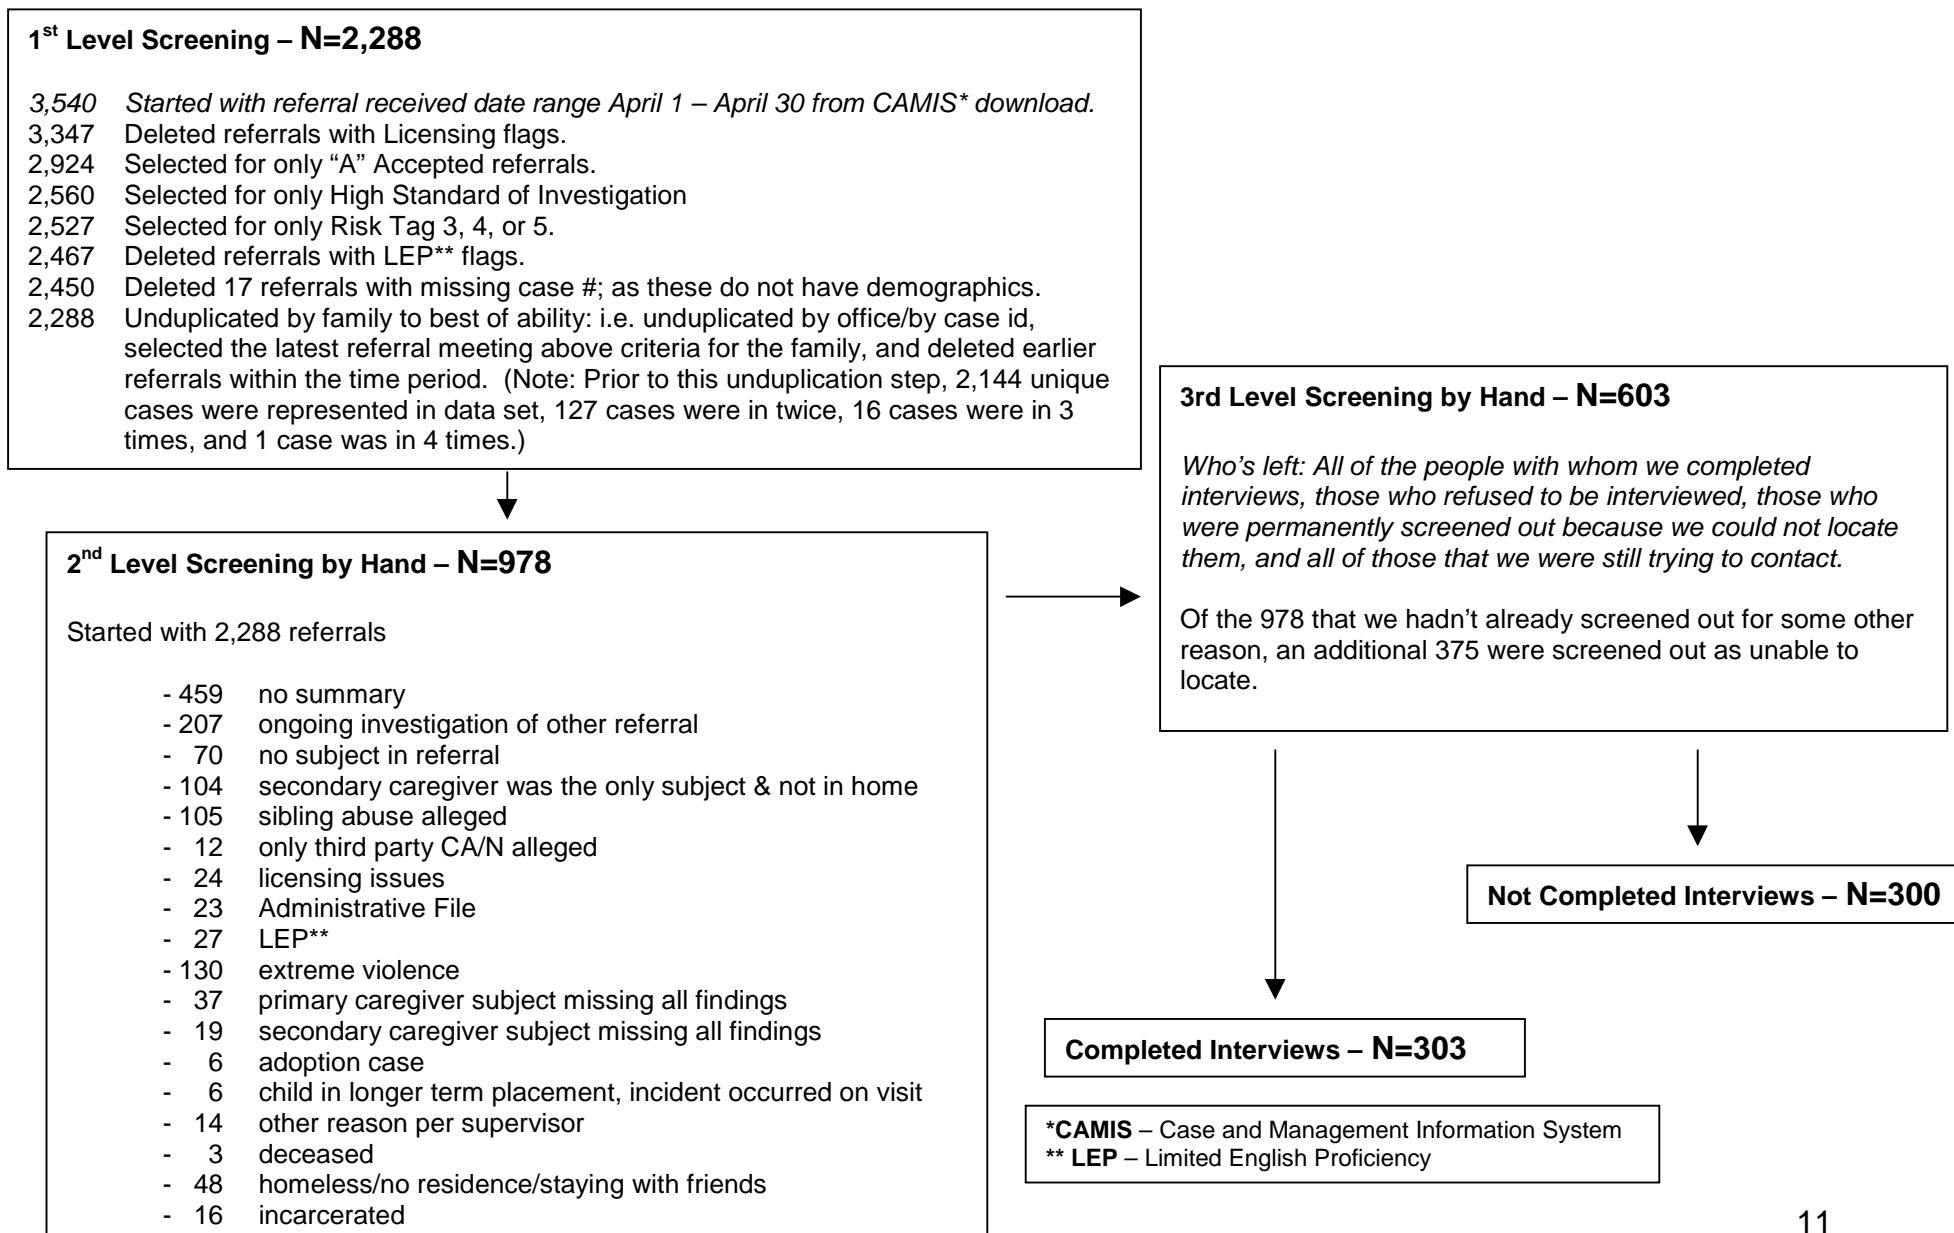 1st Level Screening – N=2,288
3,540 Started with referral received date range April 1 – April 30 from CAMIS* download.
3,347 Deleted referrals with Licensing flags.
2,924 Selected for only “A” Accepted referrals.
2,560 Selected for only High Standard of Investigation
2,527 Selected for only Risk Tag 3, 4, or 5.
2,467 Deleted referrals with LEP** flags.
2,450 Deleted 17 referrals with missing case #; as these do not have demographics.
2,288 Unduplicated by family to best of ability: i.e. unduplicated by office/by case id,
selected the latest referral meeting above criteria for the family, and deleted earlier
referrals within the time period. (Note: Prior to this unduplication step, 2,144 unique
cases were represented in data set, 127 cases were in twice, 16 cases were in 3
times, and 1 case was in 4 times.)
2nd Level Screening by Hand – N=978
Started with 2,288 referrals
- 459 no summary
- 207 ongoing investigation of other referral
- 70 no subject in referral
- 104 secondary caregiver was the only subject & not in home
- 105 sibling abuse alleged
- 12 only third party CA/N alleged
- 24 licensing issues
- 23 Administrative File
- 27 LEP**
- 130 extreme violence
- 37 primary caregiver subject missing all findings
- 19 secondary caregiver subject missing all findings
- 6 adoption case
- 6 child in longer term placement, incident occurred on visit
- 14 other reason per supervisor
- 3 deceased
- 48 homeless/no residence/staying with friends
- 16 incarcerated
3rd Level Screening by Hand – N=603
Who’s left: All of the people with whom we completed
interviews, those who refused to be interviewed, those who
were permanently screened out because we could not locate
them, and all of those that we were still trying to contact.
Of the 978 that we hadn’t already screened out for some other
reason, an additional 375 were screened out as unable to
locate.
Not Completed Interviews – N=300
Completed Interviews – N=303
*CAMIS – Case and Management Information System
** LEP – Limited English Proficiency
11